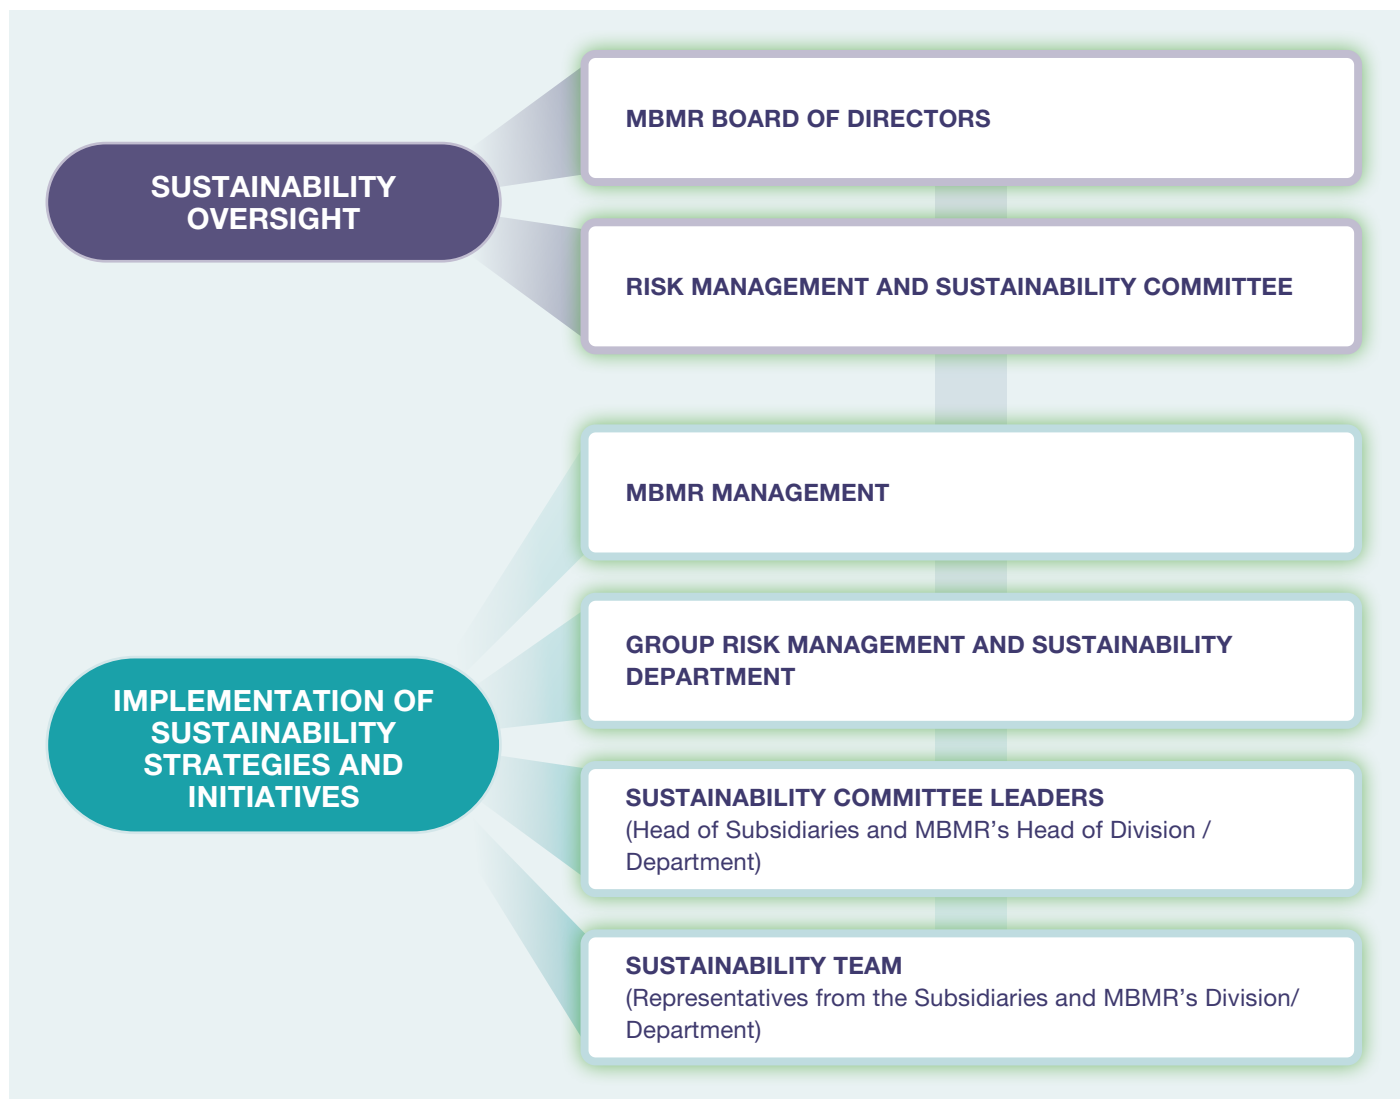 MBMR BOARD OF DIRECTORS
SUSTAINABILITY
OVERSIGHT
RISK MANAGEMENT AND SUSTAINABILITY COMMITTEE
MBMR MANAGEMENT
GROUP RISK MANAGEMENT AND SUSTAINABILITY
DEPARTMENT
IMPLEMENTATION OF
SUSTAINABILITY
STRATEGIES AND
INITIATIVES
SUSTAINABILITY COMMITTEE LEADERS
(Head of Subsidiaries and MBMR’s Head of Division /
Department)
SUSTAINABILITY TEAM
(Representatives from the Subsidiaries and MBMR’s Division/
Department)